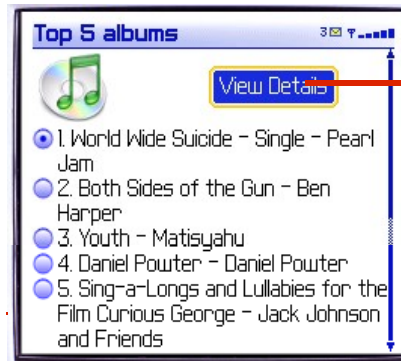 Top 5 albums 3
View Details
1. World Wide Suicide - Single - Pearl
Jam
2. Both Sides of the Gun - Ben
Harper
3. Youth - Matisyahu
4. Daniel Powter - Daniel Powter
5. Sing-a-Longs and Lullabies for the
Film Curious George - Jack Johnson
and Friends